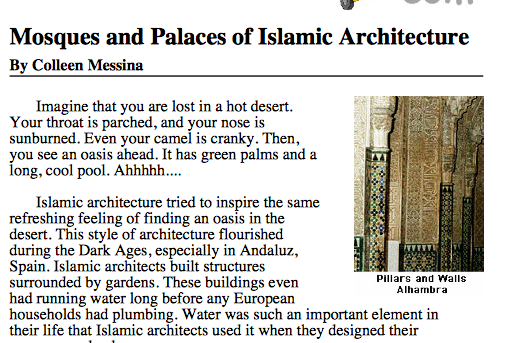 Mosques and Palaces of Islamic Architecture
By Colleen Messina
Imagine that you are lost in a hot desert.
Your throat is parched, and your nose is
sunburned. Even your camel is cranky. Then,
you see an oasis ahead. It has green palms and a
long, cool pool. Ahhhhh....
Islamic architecture tried to inspire the same
refreshing feeling of finding an oasis in the
desert. This style of architecture flourished
during the Dark Ages, especially in Andaluz,
Spain. Islamic architects built structures
surrounded by gardens. These buildings even
had running water long before any European
households had plumbing. Water was such an important element in
their life that Islamic architects used it when they designed their
Pillars and Walls
Alhambra